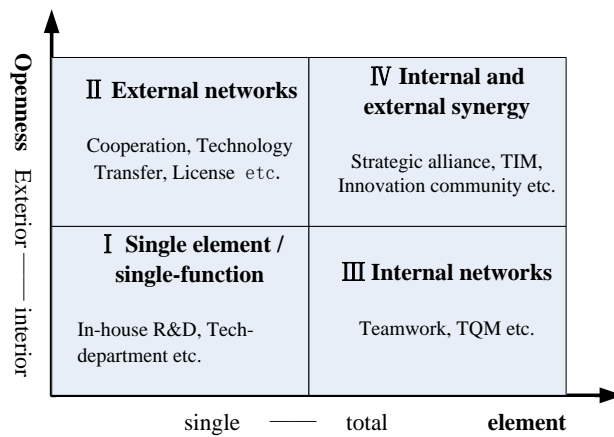 Openness Exterior —— interior
Ⅱ External networks
Cooperation, Technology
Transfer, License etc.
Ⅳ Internal and
external synergy
Strategic alliance, TIM,
Innovation community etc.
Ⅰ Single element /
single-function
In-house R&D, Tech-
department etc.
Ⅲ Internal networks
Teamwork, TQM etc.
single —— total element